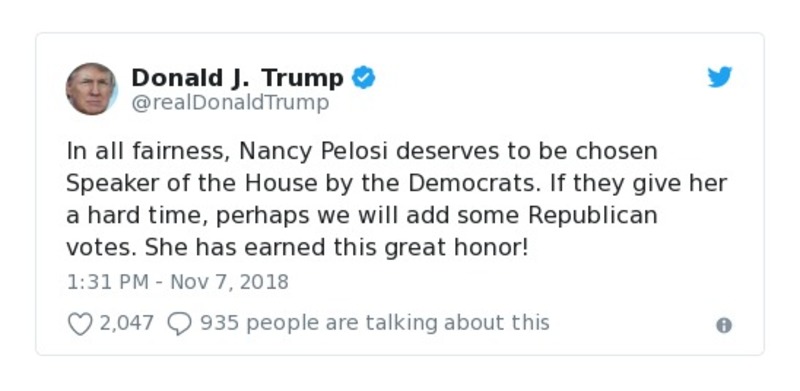 Donald J. Trump
@realDonaldTrump
In all fairness, Nancy Pelosi deserves to be chosen
Speaker of the House by the Democrats. If they give her
a hard time, perhaps we will add some Republican
votes. She has earned this great honor!
1:31 PM - Nov 7, 2018
2,047 935 people are talking about this